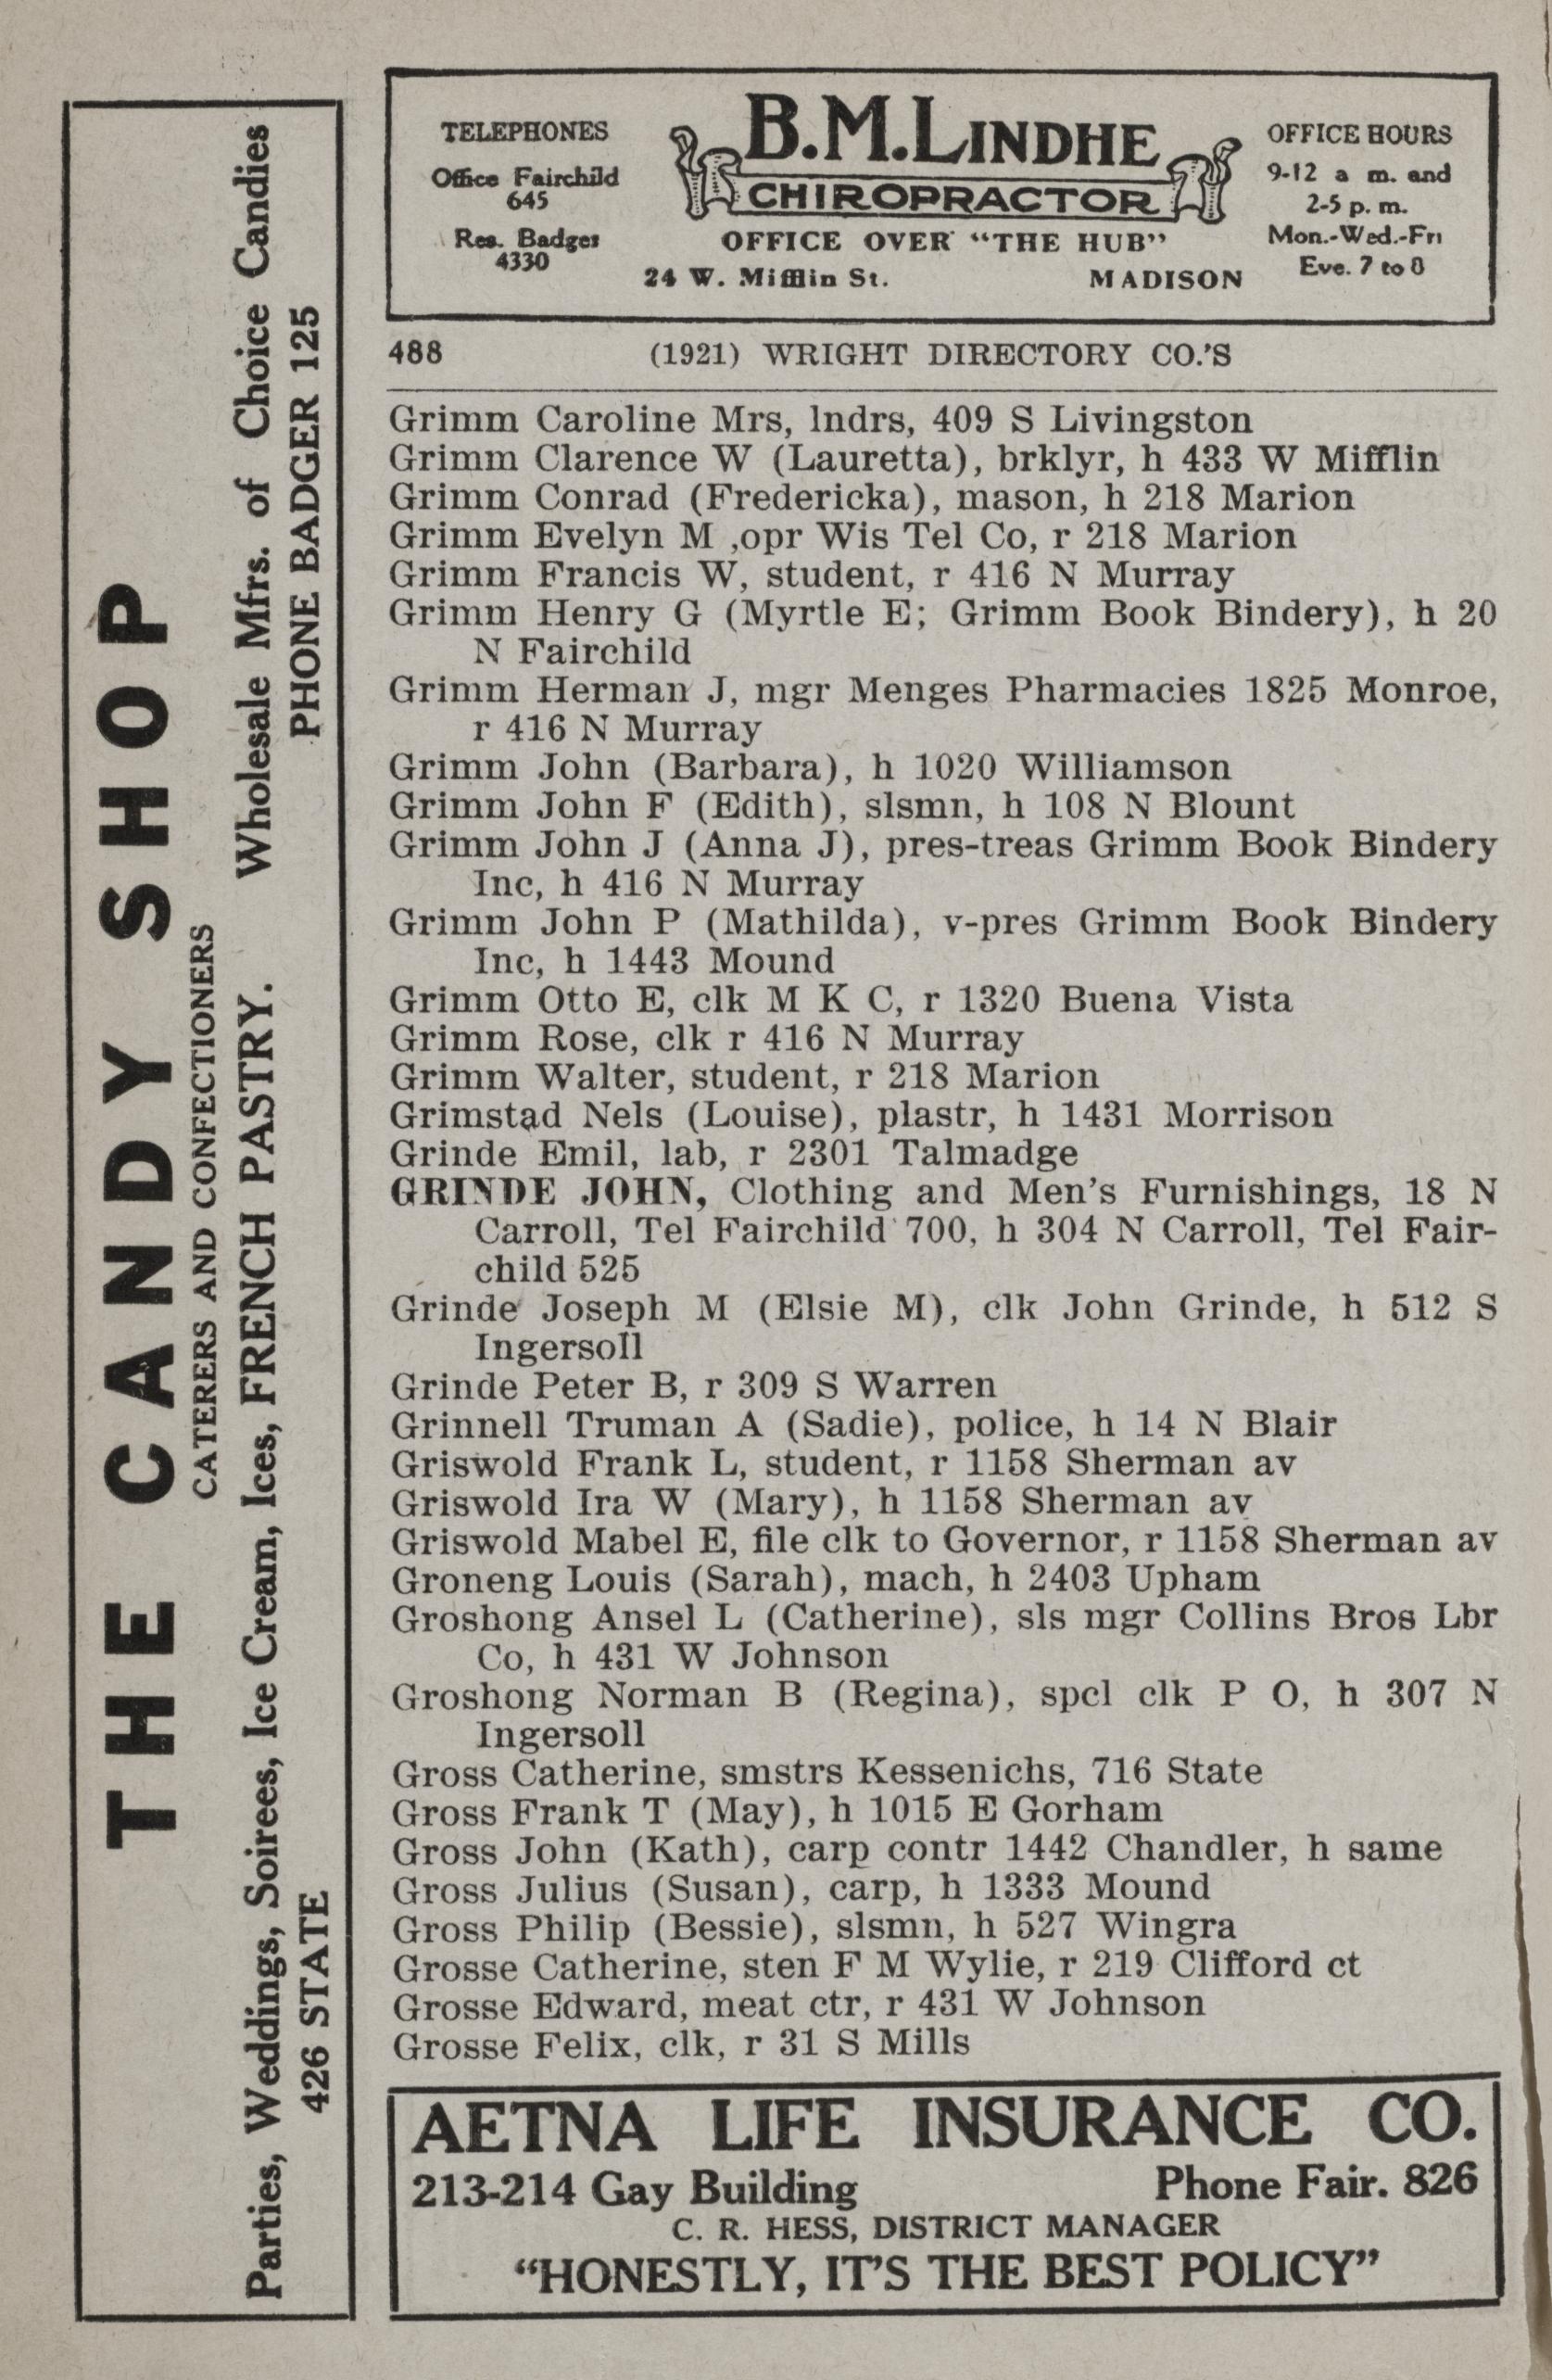 THE CANDY SHOP
CATERERS AND CONFECTIONERS
Parties, Weddings, Soirees, Ice Cream, Ices, FRENCH PASTRY. Wholesale Mfrs. of Choice Candies
426 STATE PHONE BADGER 125
TELEPHONES
Office Fairchild
645
Res. Badger
4330
B.M.LINDHE
CHIROPRACTOR
OFFICE OVER "THE HUB"
24 W. Mifflin St. MADISON
OFFICE HOURS
9-12 a m. and
2-5 p. m.
Mon.-Wed.-Fri
Eve. 7 to 8
488 (1921) WRIGHT DIRECTORY CO.'S
Grimm Caroline Mrs, lndrs, 409 S Livingston
Grimm Clarence W (Lauretta), brklyr, h 433 W Mifflin
Grimm Conrad (Fredericka), mason, h 218 Marion
Grimm Evelyn M ,opr Wis Tel Co, r 218 Marion
Grimm Francis W, student, r 416 N Murray
Grimm Henry G (Myrtle E; Grimm Book Bindery), h 20
N Fairchild
Grimm Herman J, mgr Menges Pharmacies 1825 Monroe,
r 416 N Murray
Grimm John (Barbara), h 1020 Williamson
Grimm John F (Edith), slsmn, h 108 N Blount
Grimm John J (Anna J), pres-treas Grimm Book Bindery
Inc, h 416 N Murray
Grimm John P (Mathilda), v-pres Grimm Book Bindery
Inc, h 1443 Mound
Grimm Otto E, clk M K C, r 1320 Buena Vista
Grimm Rose, clk r 416 N Murray
Grimm Walter, student, r 218 Marion
Grimstad Nels (Louise), plastr, h 1431 Morrison
Grinde Emil, lab, r 2301 Talmadge
GRINDE JOHN, Clothing and Men's Furnishings, 18 N
Carroll, Tel Fairchild 700, h 304 N Carroll, Tel Fair-
child 525
Grinde Joseph M (Elsie M), clk John Grinde, h 512 S
Ingersoll
Grinde Peter B, r 309 S Warren
Grinnell Truman A (Sadie), police, h 14 N Blair
Griswold Frank L, student, r 1158 Sherman av
Griswold Ira W (Mary), h 1158 Sherman av
Griswold Mabel E, file clk to Governor, r 1158 Sherman av
Groneng Louis (Sarah), mach, h 2403 Upham
Groshong Ansel L (Catherine), sls mgr Collins Bros Lbr
Co, h 431 W Johnson
Groshong Norman B (Regina), spcl clk P O, h 307 N
Ingersoll
Gross Catherine, smstrs Kessenichs, 716 State
Gross Frank T (May), h 1015 E Gorham
Gross John (Kath), carp contr 1442 Chandler, h same
Gross Julius (Susan), carp, h 1333 Mound
Gross Philip (Bessie), slsmn, h 527 Wingra
Grosse Catherine, sten F M Wylie, r 219 Clifford ct
Grosse Edward, meat ctr, r 431 W Johnson
Grosse Felix, clk, r 31 S Mills
AETNA LIFE INSURANCE CO.
213-214 Gay Building Phone Fair. 826
C. R. HESS, DISTRICT MANAGER
"HONESTLY, IT'S THE BEST POLICY"